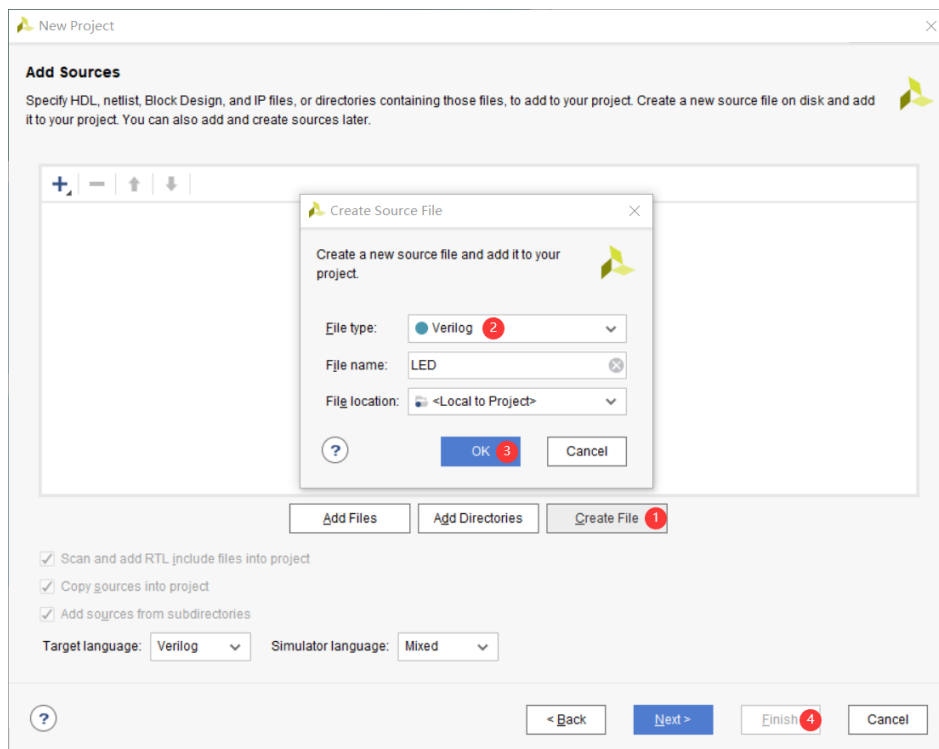 New Project
Add Sources
Specify HDL, netlist, Block Design, and IP files, or directories containing those files, to add to your project. Create a new source file on disk and add
it to your project. You can also add and create sources later.
Create Source File
Create a new source file and add it to your
project.
File type: Verilog 2
File name: LED
File location: <Local to Project>
? OK 3 Cancel
Add Files Add Directories Create File 1
Scan and add RTL include files into project
Copy sources into project
Add sources from subdirectories
Target language: Verilog Simulator language: Mixed
? < Back Next > Finish 4 Cancel